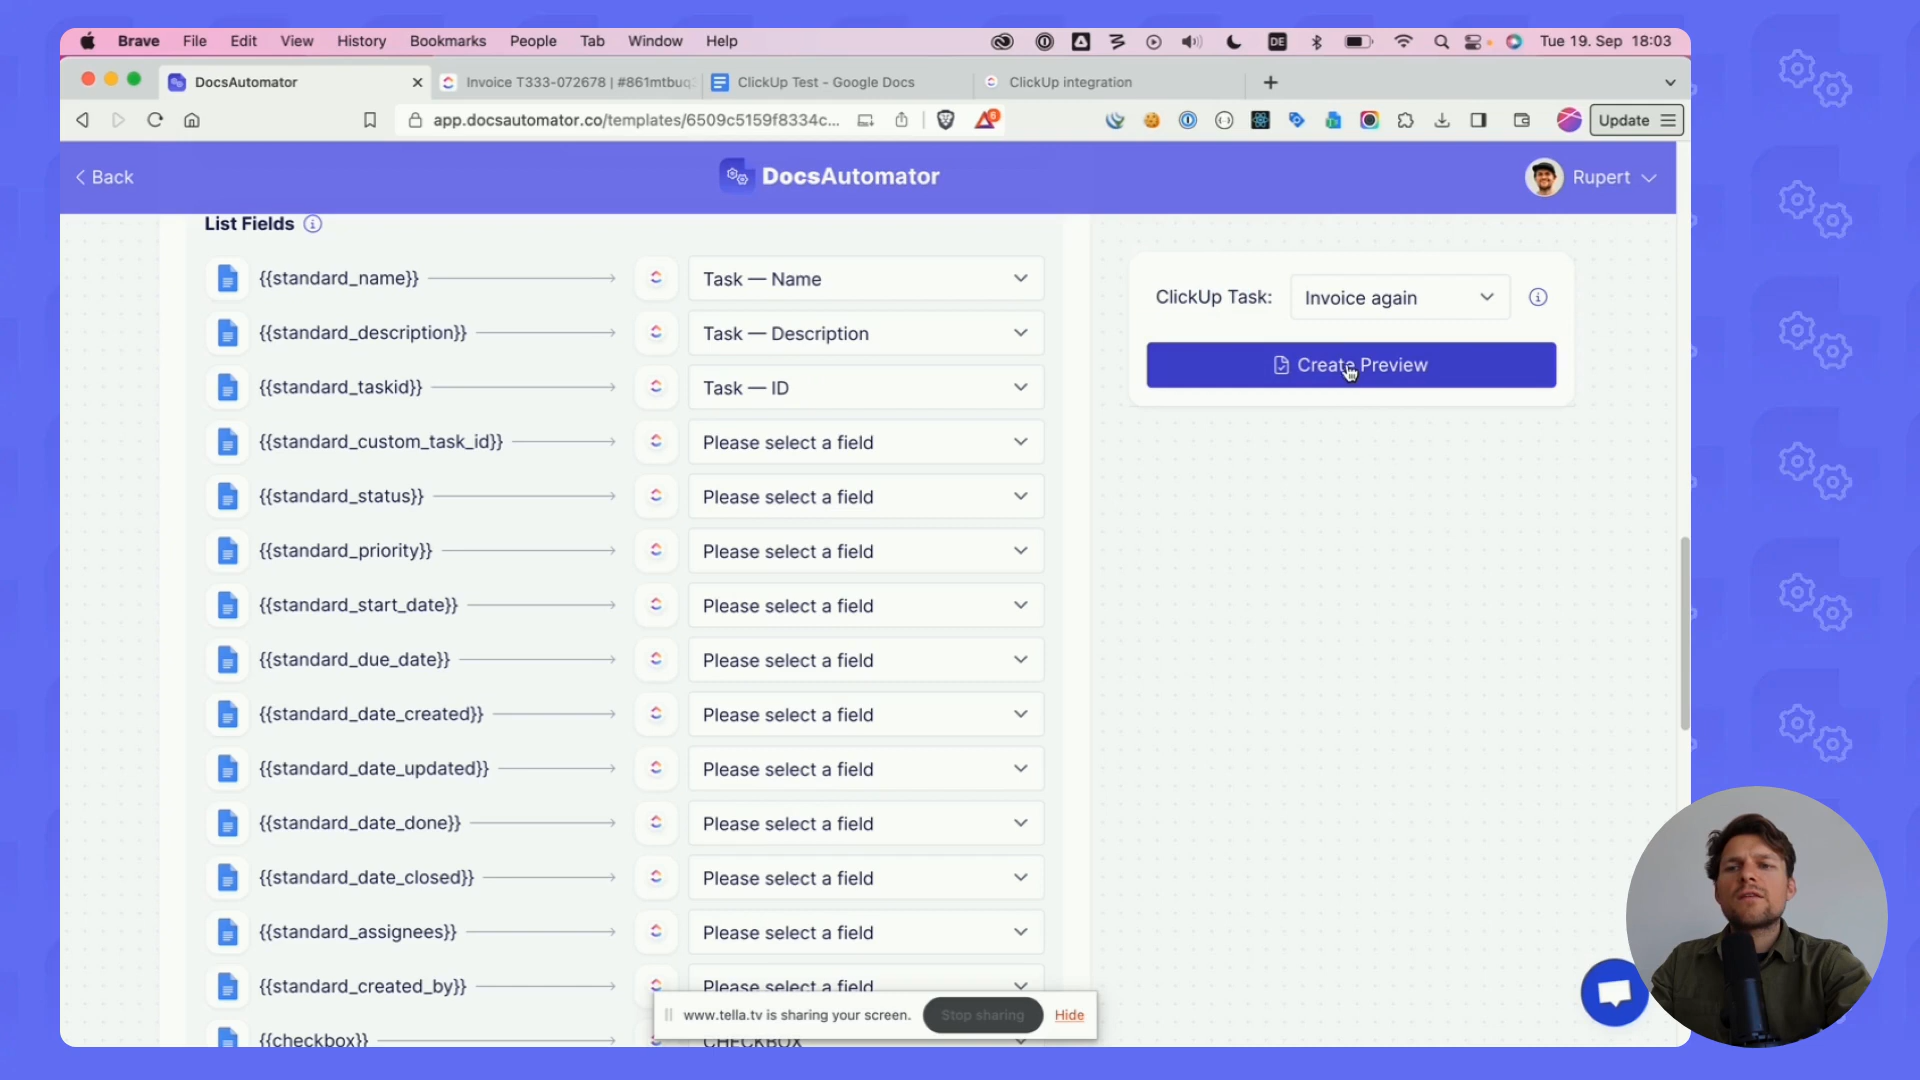 Brave File Edit View History Bookmarks People Tab Window Help DE Tue 19. Sep 18:03
DocsAutomator Invoice T333-072678 | #861mtbuq ClickUp Test - Google Docs ClickUp integration
app.docsautomator.co/templates/6509c5159f8334c... Update
Back DocsAutomator Rupert
List Fields
{{standard_name}} Task — Name
{{standard_description}} Task — Description
{{standard_taskid}} Task — ID
{{standard_custom_task_id}} Please select a field
{{standard_status}} Please select a field
{{standard_priority}} Please select a field
{{standard_start_date}} Please select a field
{{standard_due_date}} Please select a field
{{standard_date_created}} Please select a field
{{standard_date_updated}} Please select a field
{{standard_date_done}} Please select a field
{{standard_date_closed}} Please select a field
{{standard_assignees}} Please select a field
{{standard_created_by}} Please select a field
{{checkbox}} CHECKBOX
ClickUp Task: Invoice again
Create Preview
www.tella.tv is sharing your screen. Stop sharing Hide